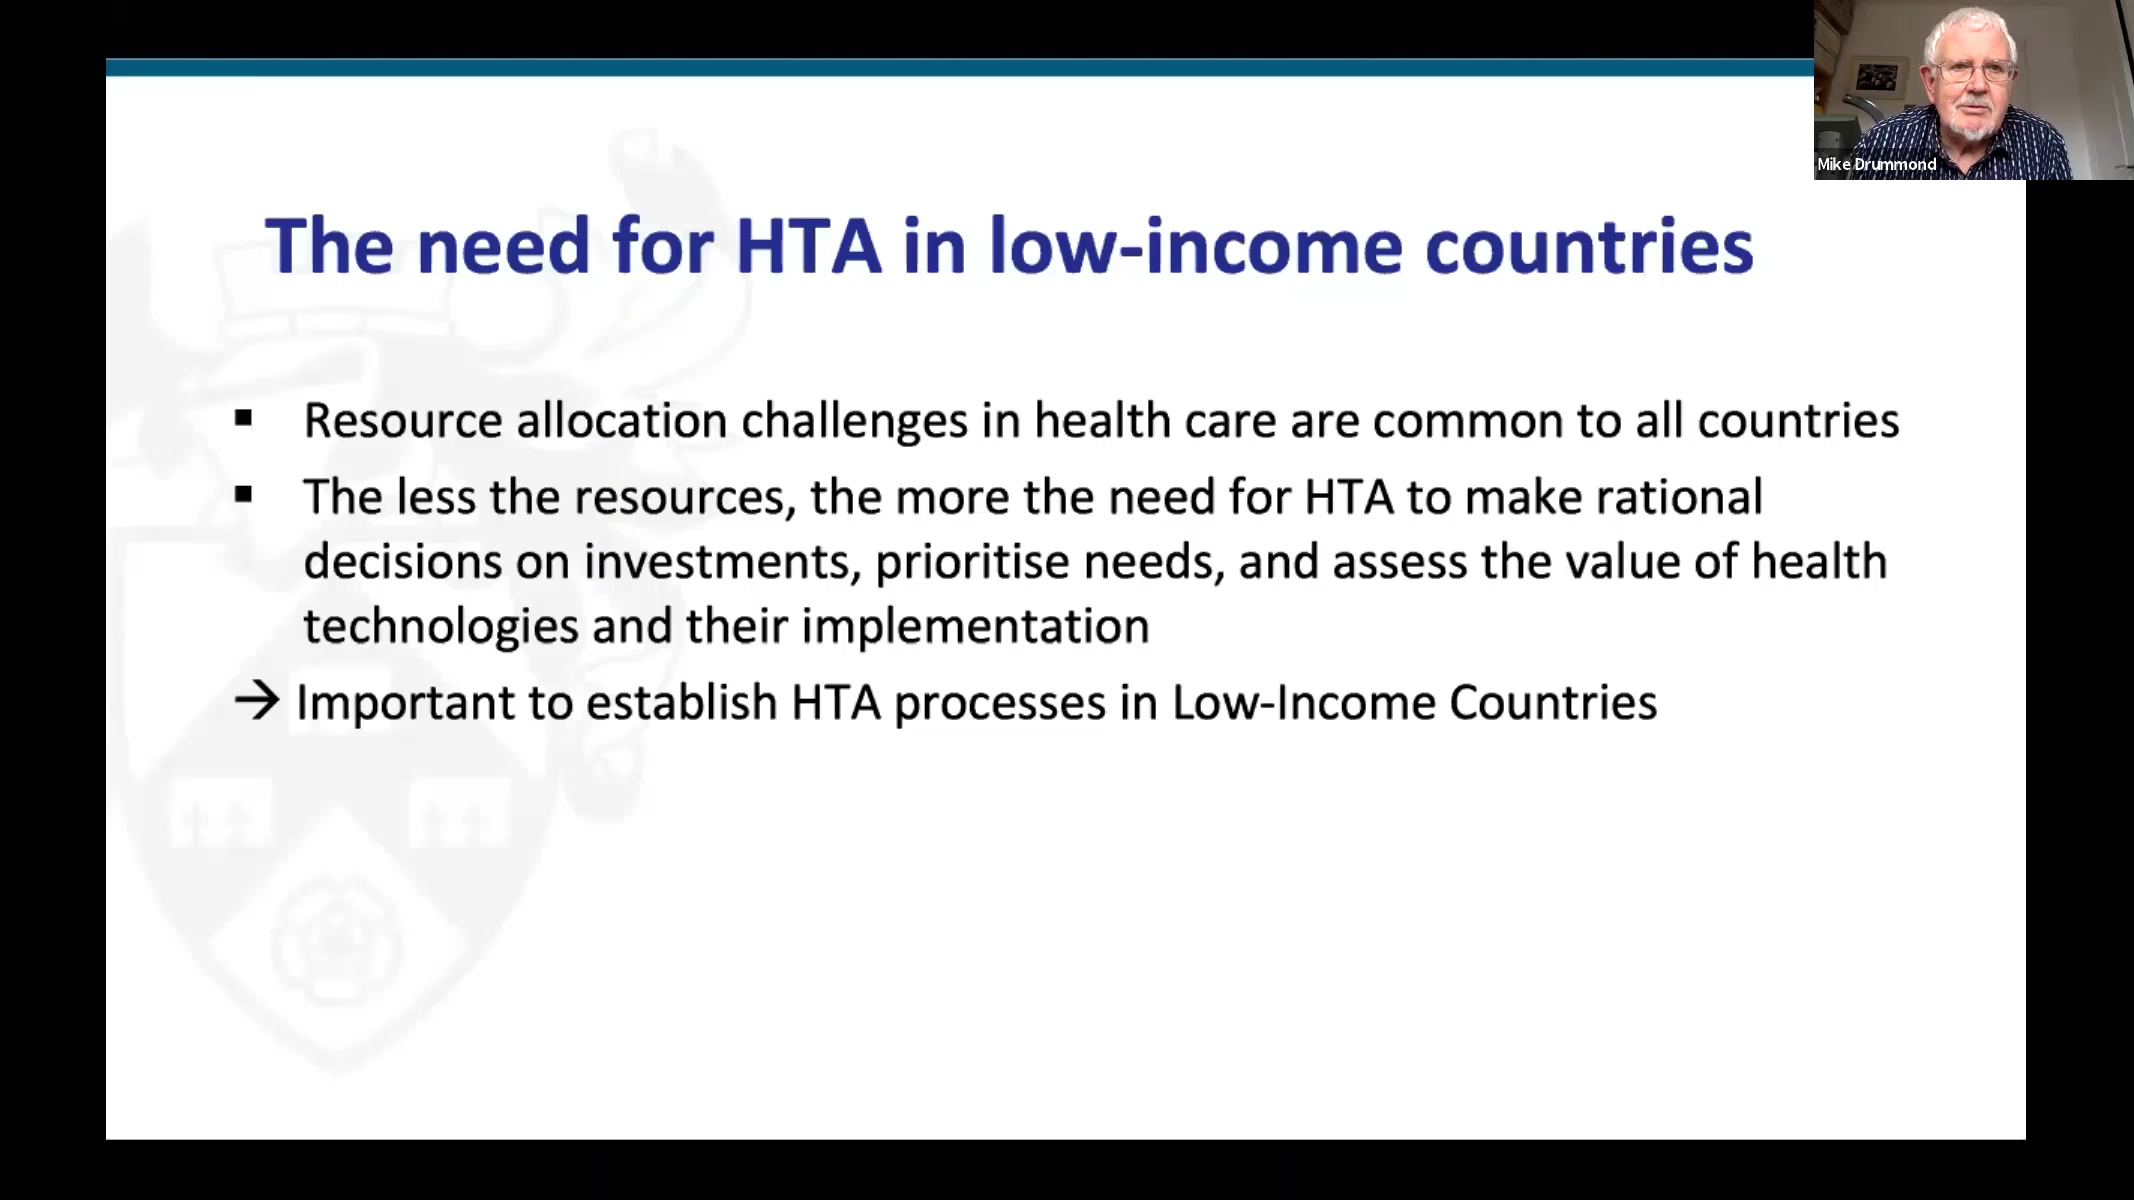 Mike Drummond
The need for HTA in low-income countries
▪ Resource allocation challenges in health care are common to all countries
▪ The less the resources, the more the need for HTA to make rational
decisions on investments, prioritise needs, and assess the value of health
technologies and their implementation
→ Important to establish HTA processes in Low-Income Countries